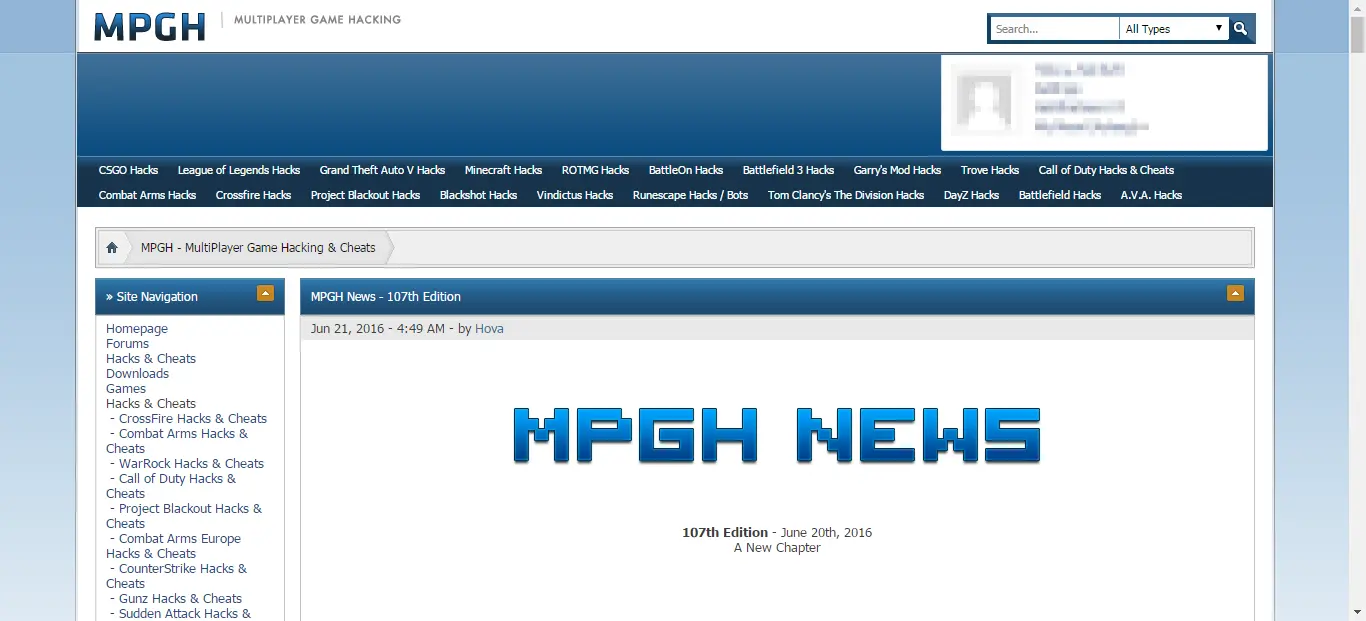 MPGH MULTIPLAYER GAME HACKING
Search... All Types
CSGO Hacks League of Legends Hacks Grand Theft Auto V Hacks Minecraft Hacks ROTMG Hacks BattleOn Hacks Battlefield 3 Hacks Garry's Mod Hacks Trove Hacks Call of Duty Hacks & Cheats
Combat Arms Hacks Crossfire Hacks Project Blackout Hacks Blackshot Hacks Vindictus Hacks Runescape Hacks / Bots Tom Clancy's The Division Hacks DayZ Hacks Battlefield Hacks A.V.A. Hacks
MPGH - MultiPlayer Game Hacking & Cheats
» Site Navigation
Homepage
Forums
Hacks & Cheats
Downloads
Games
Hacks & Cheats
- CrossFire Hacks & Cheats
- Combat Arms Hacks &
Cheats
- WarRock Hacks & Cheats
- Call of Duty Hacks &
Cheats
- Project Blackout Hacks &
Cheats
- Combat Arms Europe
Hacks & Cheats
- CounterStrike Hacks &
Cheats
- Gunz Hacks & Cheats
- Sudden Attack Hacks &
MPGH News - 107th Edition
Jun 21, 2016 - 4:49 AM - by Hova
MPGH NEWS
107th Edition - June 20th, 2016
A New Chapter